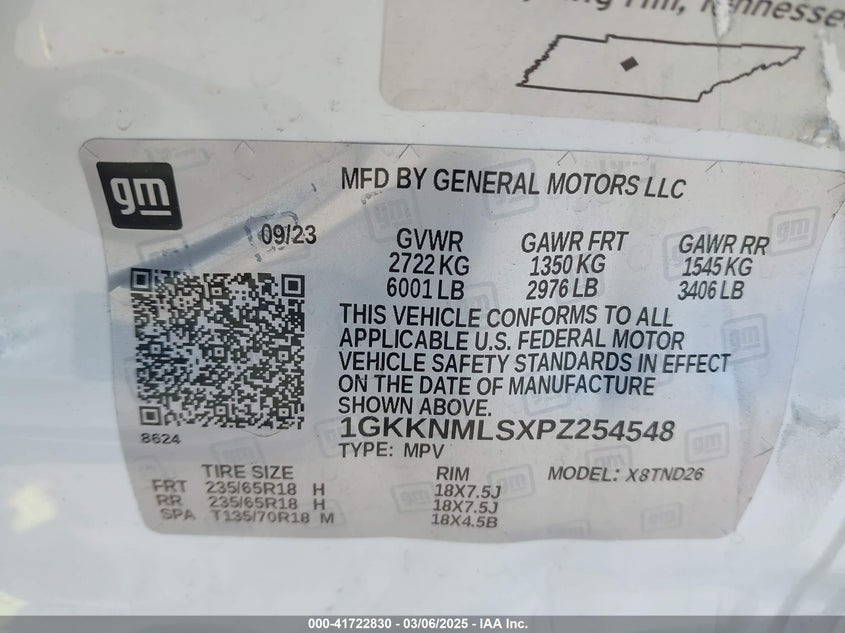 Hill, Tennessee
gm
MFD BY GENERAL MOTORS LLC
09/23
GVWR GAWR FRT GAWR RR
2722 KG 1350 KG 1545 KG
6001 LB 2976 LB 3406 LB
THIS VEHICLE CONFORMS TO ALL
APPLICABLE U.S. FEDERAL MOTOR
VEHICLE SAFETY STANDARDS IN EFFECT
ON THE DATE OF MANUFACTURE
SHOWN ABOVE.
8624
1GKKNMLSXPZ254548
TYPE: MPV MODEL: X8TND26
TIRE SIZE RIM
FRT 235/65R18 H 18X7.5J
RR 235/65R18 H 18X7.5J
SPA T135/70R18 M 18X4.5B
000-41722830 - 03/06/2025 - IAA Inc.